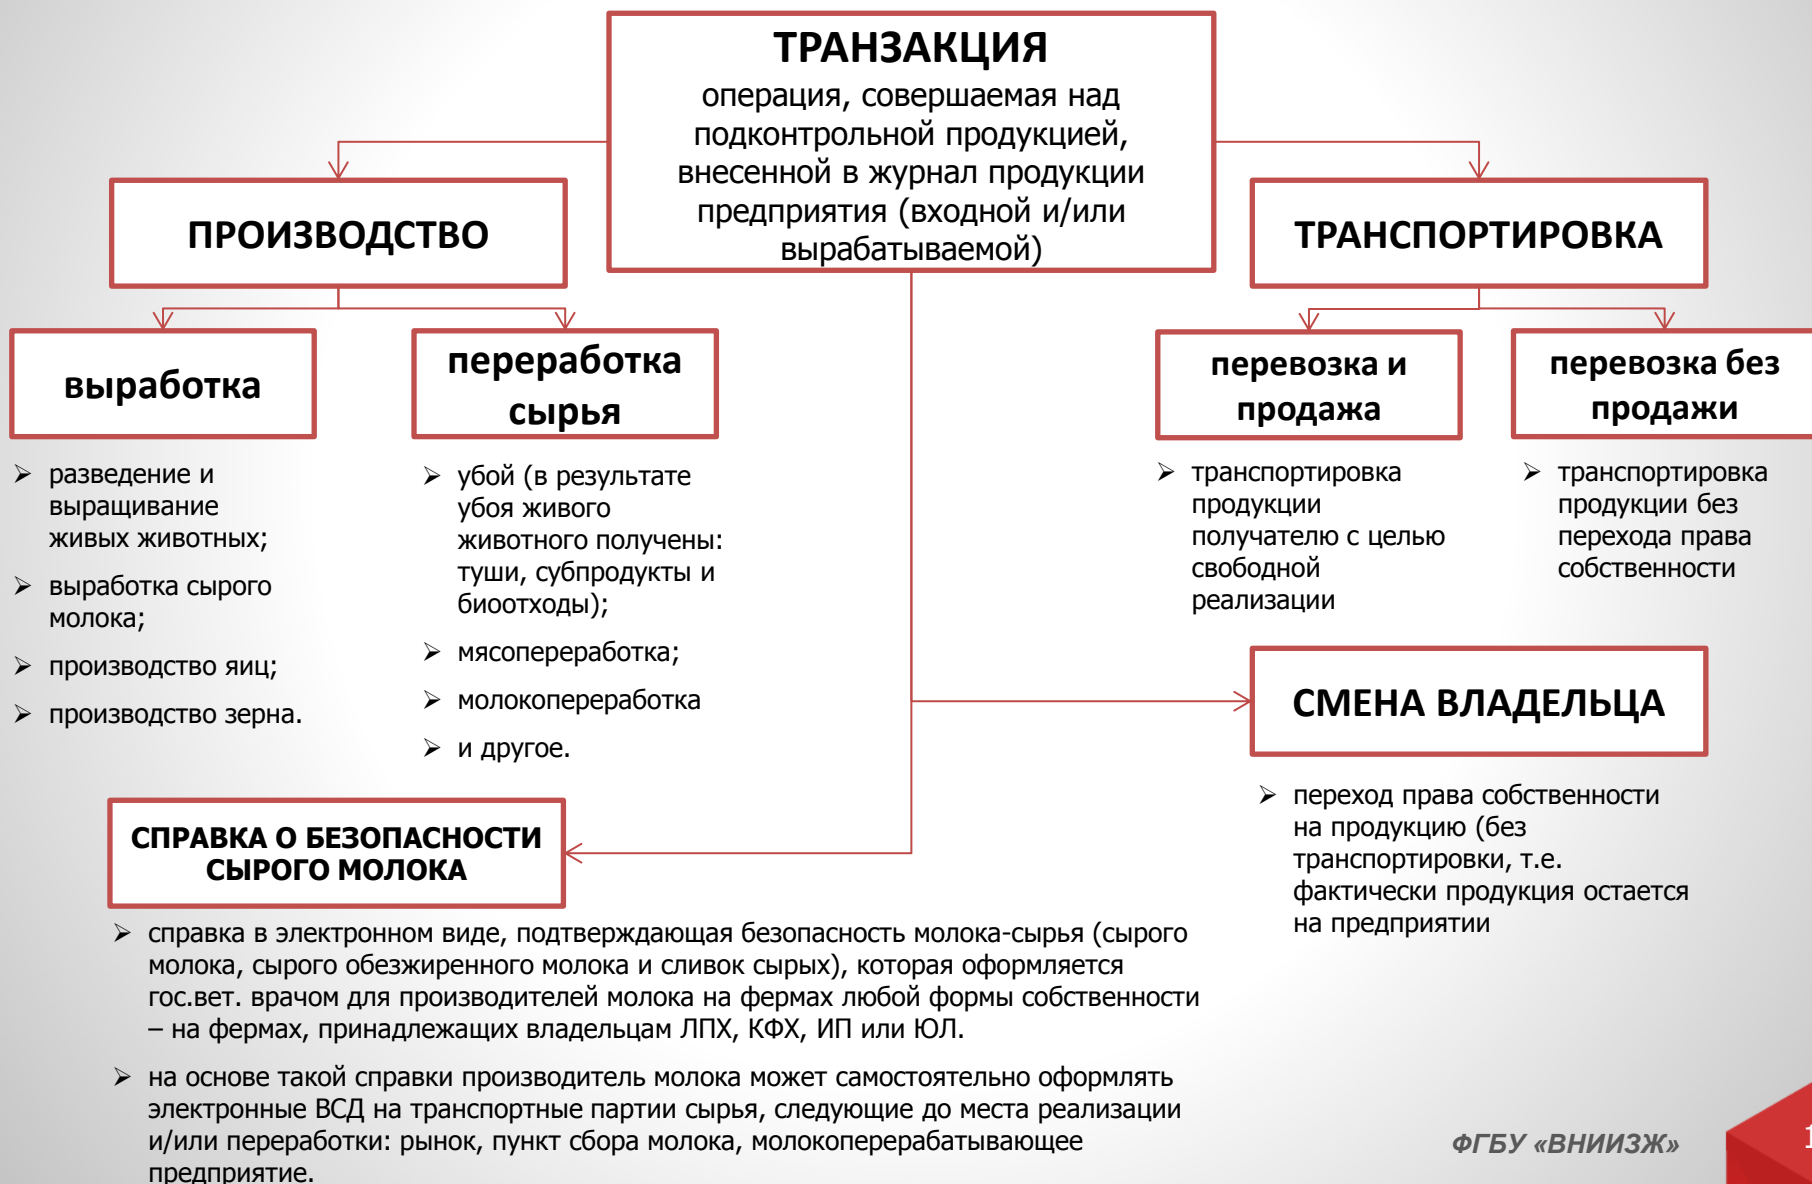 ТРАНЗАКЦИЯ
операция, совершаемая над
подконтрольной продукцией,
внесенной в журнал продукции
предприятия (входной и/или
вырабатываемой)
ПРОИЗВОДСТВО
ТРАНСПОРТИРОВКА
выработка
переработка
сырья
перевозка и
продажа
перевозка без
продажи
➢ разведение и
выращивание
живых животных;
➢ выработка сырого
молока;
➢ производство яиц;
➢ производство зерна.
➢ убой (в результате
убоя живого
животного получены:
туши, субпродукты и
биоотходы);
➢ мясопереработка;
➢ молокопереработка
➢ и другое.
➢ транспортировка
продукции
получателю с целью
свободной
реализации
➢ транспортировка
продукции без
перехода права
собственности
СМЕНА ВЛАДЕЛЬЦА
➢ переход права собственности
на продукцию (без
транспортировки, т.е.
фактически продукция остается
на предприятии
СПРАВКА О БЕЗОПАСНОСТИ
СЫРОГО МОЛОКА
➢ справка в электронном виде, подтверждающая безопасность молока-сырья (сырого
молока, сырого обезжиренного молока и сливок сырых), которая оформляется
гос.вет. врачом для производителей молока на фермах любой формы собственности
– на фермах, принадлежащих владельцам ЛПХ, КФХ, ИП или ЮЛ.
➢ на основе такой справки производитель молока может самостоятельно оформлять
электронные ВСД на транспортные партии сырья, следующие до места реализации
и/или переработки: рынок, пункт сбора молока, молокоперерабатывающее
предприятие.
ФГБУ «ВНИИЗЖ»